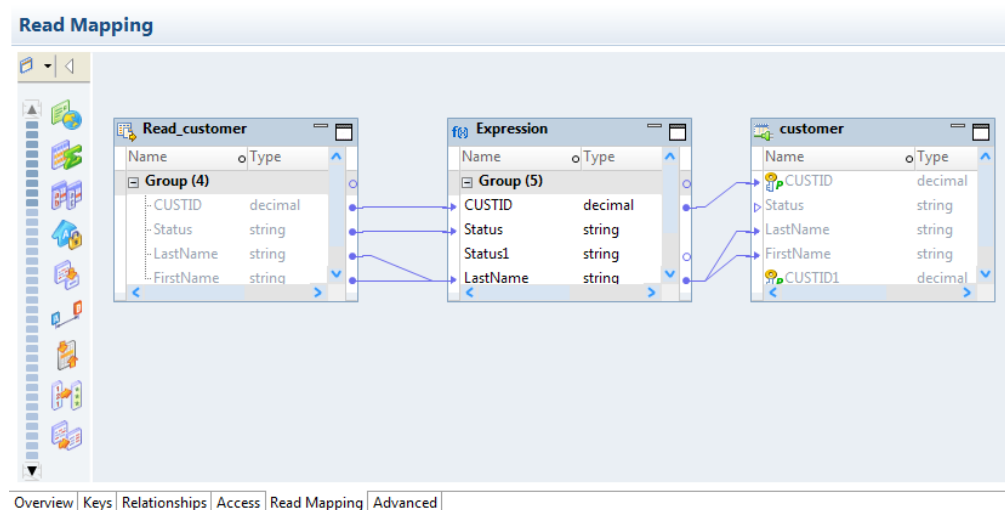 Read Mapping
Read_customer
Name Type
Group (4)
CUSTID decimal
Status string
LastName string
FirstName string
f(x) Expression
Name Type
Group (5)
CUSTID decimal
Status string
Status1 string
LastName string
customer
Name Type
CUSTID decimal
Status string
LastName string
FirstName string
CUSTID1 decimal
Overview Keys Relationships Access Read Mapping Advanced